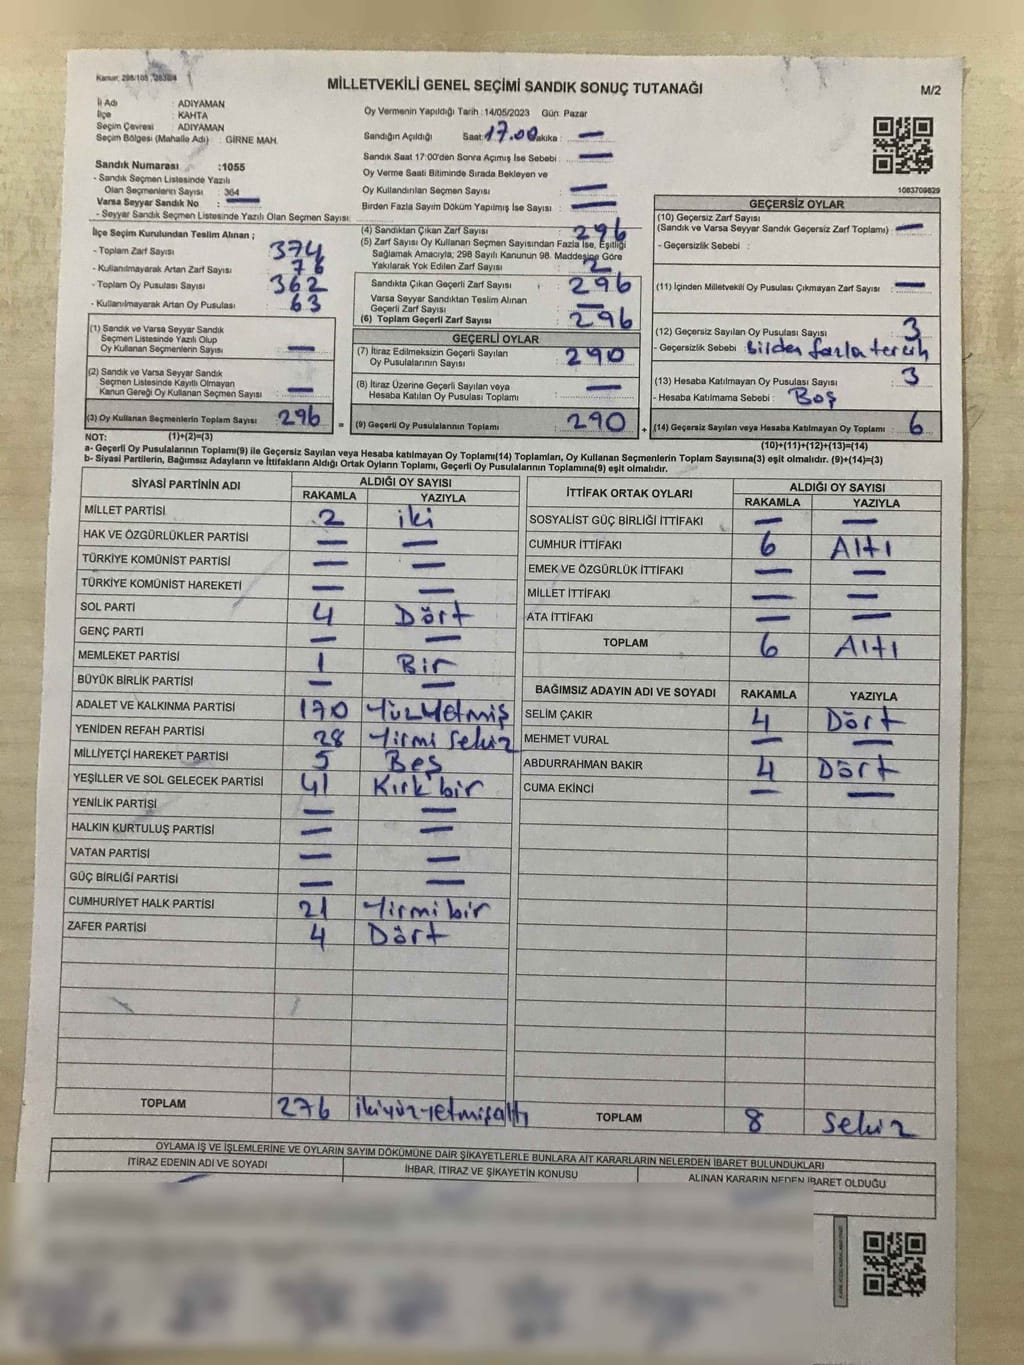 Kanun: 298/105, 2839/4
MİLLETVEKİLİ GENEL SEÇİMİ SANDIK SONUÇ TUTANAĞI
M/2
İl Adı : ADIYAMAN
İlçe : KAHTA
Seçim Çevresi : ADIYAMAN
Seçim Bölgesi (Mahalle Adı) : GİRNE MAH.
Oy Vermenin Yapıldığı Tarih : 14/05/2023 Gün: Pazar
Sandığın Açıldığı Saat: 17.00 Dakika : —
Sandık Saat 17:00'den Sonra Açılmış İse Sebebi : —
Oy Verme Saati Bitiminde Sırada Bekleyen ve
Oy Kullandırılan Seçmen Sayısı : —
Birden Fazla Sayım Döküm Yapılmış İse Sayısı : —
1083709829
Sandık Numarası : 1055
- Sandık Seçmen Listesinde Yazılı
Olan Seçmenlerin Sayısı : 364
Varsa Seyyar Sandık No : —
- Seyyar Sandık Seçmen Listesinde Yazılı Olan Seçmen Sayısı:
İlçe Seçim Kurulundan Teslim Alınan ;
- Toplam Zarf Sayısı : 374
- Kullanılmayarak Artan Zarf Sayısı : 76
- Toplam Oy Pusulası Sayısı : 362
- Kullanılmayarak Artan Oy Pusulası : 63
(1) Sandık ve Varsa Seyyar Sandık
Seçmen Listesinde Yazılı Olup
Oy Kullanan Seçmenlerin Sayısı : —
(2) Sandık ve Varsa Seyyar Sandık
Seçmen Listesinde Kayıtlı Olmayan
Kanun Gereği Oy Kullanan Seçmen Sayısı : —
(3) Oy Kullanan Seçmenlerin Toplam Sayısı : 296
(1)+(2)=(3)
(4) Sandıktan Çıkan Zarf Sayısı : 296
(5) Zarf Sayısı Oy Kullanan Seçmen Sayısından Fazla İse, Eşitliği
Sağlamak Amacıyla; 298 Sayılı Kanunun 98. Maddesine Göre
Yakılarak Yok Edilen Zarf Sayısı : 2
Sandıkta Çıkan Geçerli Zarf Sayısı : 296
Varsa Seyyar Sandıktan Teslim Alınan
Geçerli Zarf Sayısı : —
(6) Toplam Geçerli Zarf Sayısı : 296
GEÇERLİ OYLAR
(7) İtiraz Edilmeksizin Geçerli Sayılan
Oy Pusulalarının Sayısı : 290
(8) İtiraz Üzerine Geçerli Sayılan veya
Hesaba Katılan Oy Pusulası Toplamı : —
= (9) Geçerli Oy Pusulalarının Toplamı : 290
GEÇERSİZ OYLAR
(10) Geçersiz Zarf Sayısı
(Sandık ve Varsa Seyyar Sandık Geçersiz Zarf Toplamı) : —
- Geçersizlik Sebebi :
(11) İçinden Milletvekili Oy Pusulası Çıkmayan Zarf Sayısı : —
(12) Geçersiz Sayılan Oy Pusulası Sayısı : 3
- Geçersizlik Sebebi : birden fazla tercih
(13) Hesaba Katılmayan Oy Pusulası Sayısı : 3
- Hesaba Katılmama Sebebi : Boş
+ (14) Geçersiz Sayılan veya Hesaba Katılmayan Oy Toplamı : 6
(10)+(11)+(12)+(13)=(14)
NOT:
a- Geçerli Oy Pusulalarının Toplamı(9) ile Geçersiz Sayılan veya Hesaba katılmayan Oy Toplamı(14) Toplamları, Oy Kullanan Seçmenlerin Toplam Sayısına(3) eşit olmalıdır. (9)+(14)=(3)
b- Siyasi Partilerin, Bağımsız Adayların ve İttifakların Aldığı Ortak Oyların Toplamı, Geçerli Oy Pusulalarının Toplamına(9) eşit olmalıdır.
SİYASİ PARTİNİN ADI ALDIĞI OY SAYISI
RAKAMLA YAZIYLA
MİLLET PARTİSİ 2 iki
HAK VE ÖZGÜRLÜKLER PARTİSİ — —
TÜRKİYE KOMÜNİST PARTİSİ — —
TÜRKİYE KOMÜNİST HAREKETİ — —
SOL PARTİ 4 Dört
GENÇ PARTİ — —
MEMLEKET PARTİSİ 1 Bir
BÜYÜK BİRLİK PARTİSİ — —
ADALET VE KALKINMA PARTİSİ 170 Yüzyetmiş
YENİDEN REFAH PARTİSİ 28 Yirmi sekiz
MİLLİYETÇİ HAREKET PARTİSİ 5 Beş
YEŞİLLER VE SOL GELECEK PARTİSİ 41 Kırk bir
YENİLİK PARTİSİ — —
HALKIN KURTULUŞ PARTİSİ — —
VATAN PARTİSİ — —
GÜÇ BİRLİĞİ PARTİSİ — —
CUMHURİYET HALK PARTİSİ 21 Yirmi bir
ZAFER PARTİSİ 4 Dört
TOPLAM 276 ikiyüzyetmişaltı
İTTİFAK ORTAK OYLARI ALDIĞI OY SAYISI
RAKAMLA YAZIYLA
SOSYALİST GÜÇ BİRLİĞİ İTTİFAKI — —
CUMHUR İTTİFAKI 6 Altı
EMEK VE ÖZGÜRLÜK İTTİFAKI — —
MİLLET İTTİFAKI — —
ATA İTTİFAKI — —
TOPLAM 6 Altı
BAĞIMSIZ ADAYIN ADI VE SOYADI RAKAMLA YAZIYLA
SELİM ÇAKIR 4 Dört
MEHMET VURAL — —
ABDURRAHMAN BAKIR 4 Dört
CUMA EKİNCİ — —
TOPLAM 8 sekiz
OYLAMA İŞ VE İŞLEMLERİNE VE OYLARIN SAYIM DÖKÜMÜNE DAİR ŞİKAYETLERLE BUNLARA AİT KARARLARIN NELERDEN İBARET BULUNDUKLARI
İTİRAZ EDENİN ADI VE SOYADI İHBAR, İTİRAZ VE ŞİKAYETİN KONUSU ALINAN KARARIN NEDEN İBARET OLDUĞU